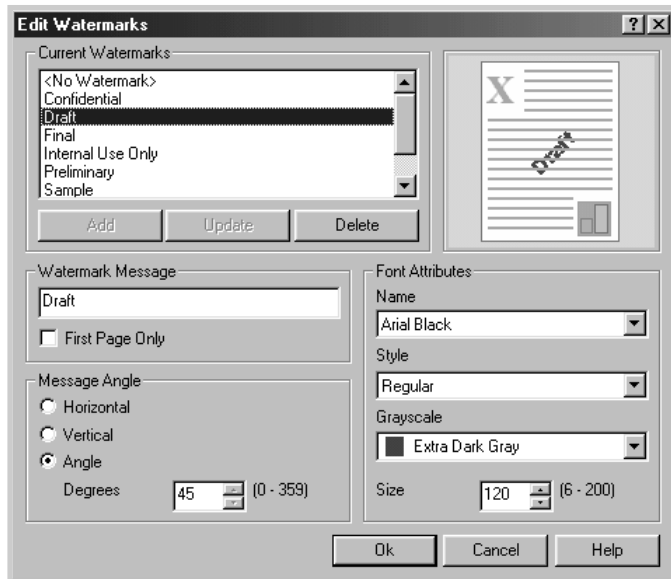 Edit Watermarks
Current Watermarks
<No Watermark>
Confidential
Draft
Final
Internal Use Only
Preliminary
Sample
Add Update Delete
X
Draft
Watermark Message
Draft
First Page Only
Message Angle
Horizontal
Vertical
Angle
Degrees 45 (0 - 359)
Font Attributes
Name
Arial Black
Style
Regular
Grayscale
Extra Dark Gray
Size 120 (6 - 200)
Ok Cancel Help